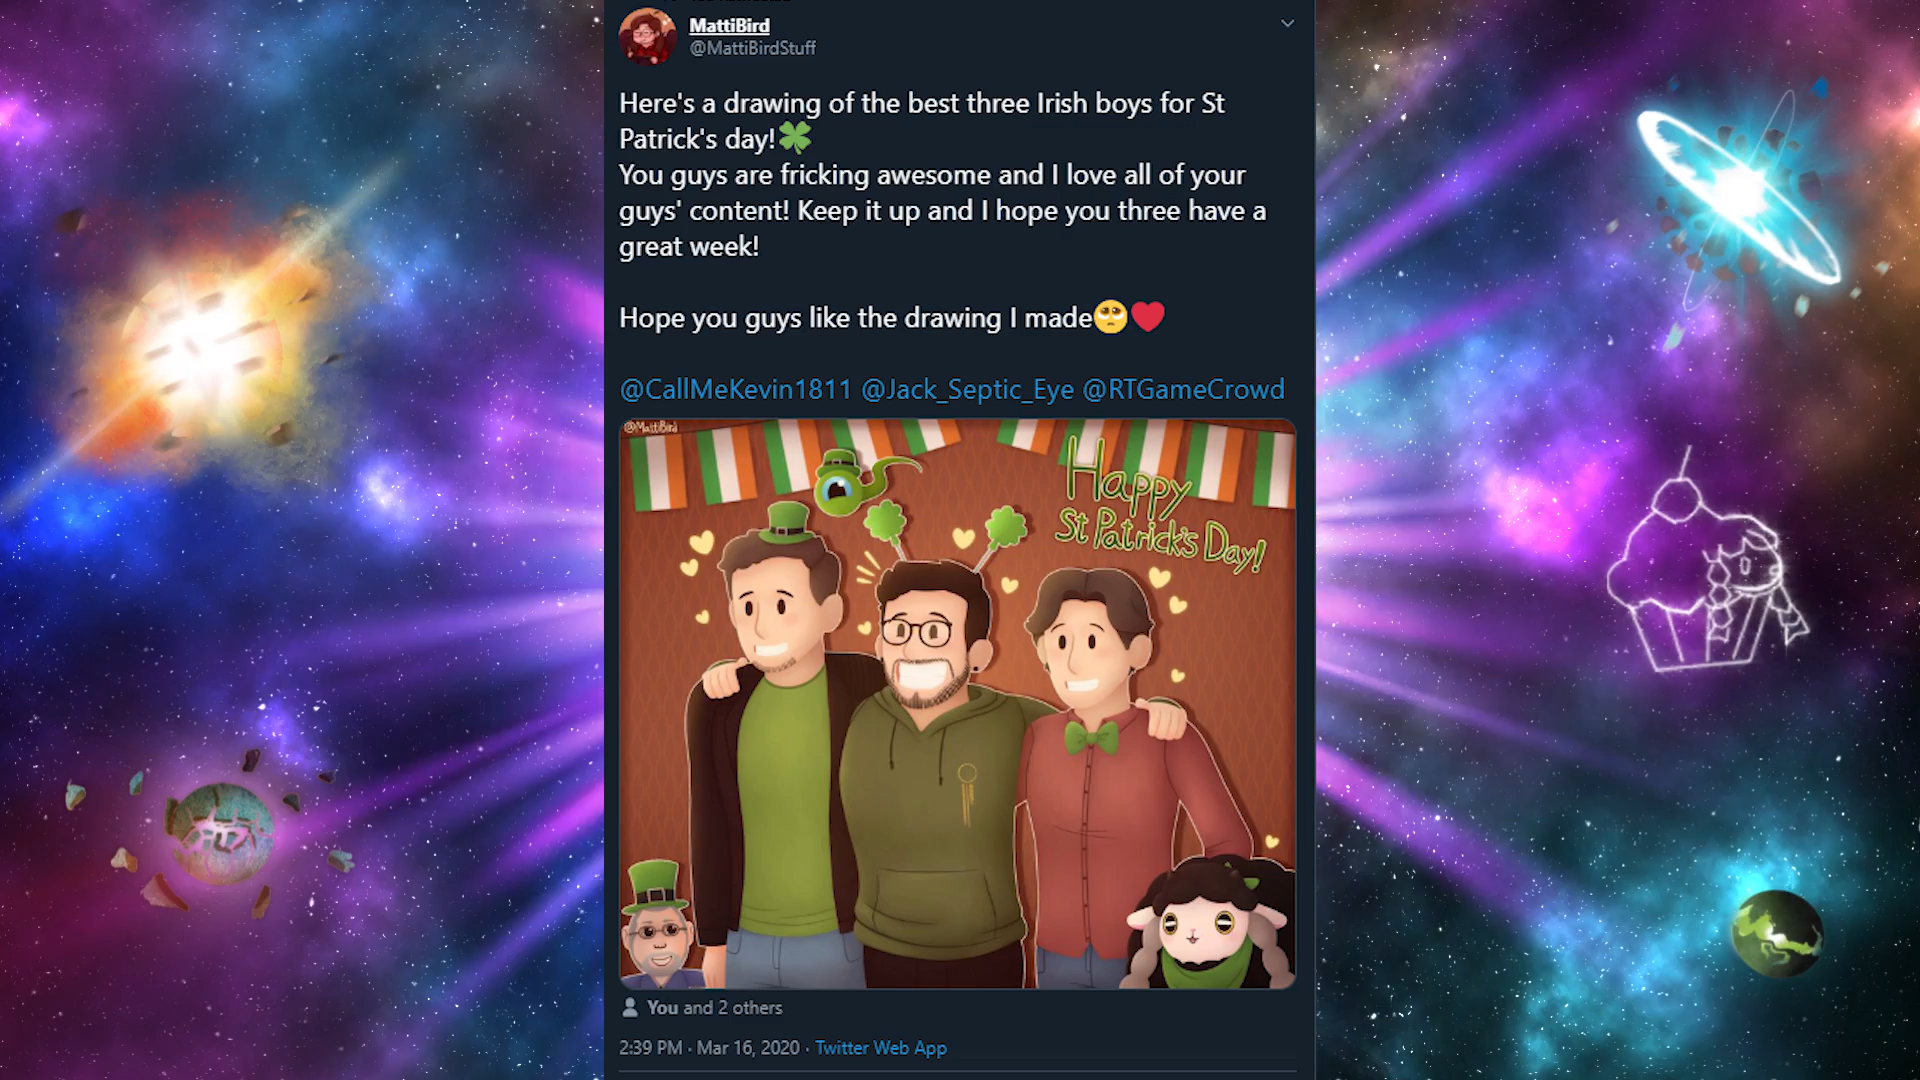 MattiBird
@MattiBirdStuff
Here's a drawing of the best three Irish boys for St
Patrick's day!🍀
You guys are fricking awesome and I love all of your
guys' content! Keep it up and I hope you three have a
great week!
Hope you guys like the drawing I made🥺❤️
@CallMeKevin1811 @Jack_Septic_Eye @RTGameCrowd
@MattiBird
Happy
St Patrick's Day!
You and 2 others
2:39 PM · Mar 16, 2020 · Twitter Web App